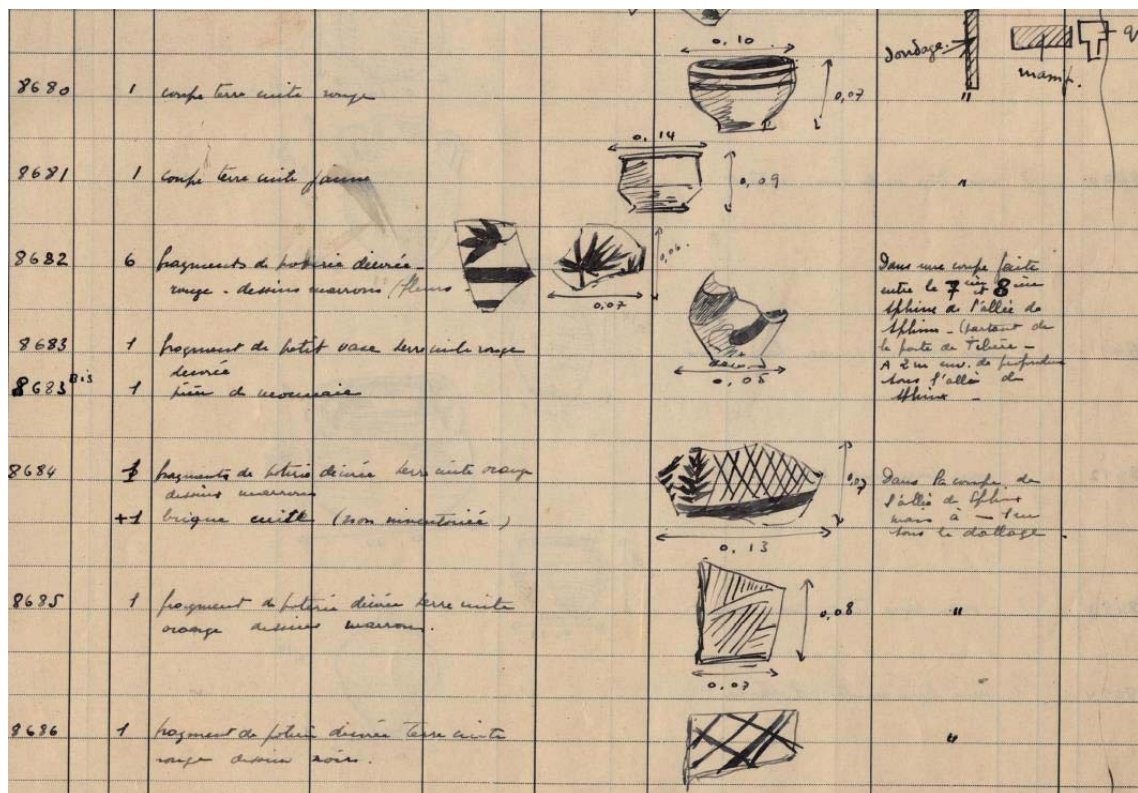 0,10
sondage
mamp.
8680 1 coupe terre cuite rouge 0,07 "
0,14
8681 1 coupe terre cuite jaune 0,09 "
8682 6 fragments de poterie décorée -
rouge - dessins marrons (fleurs
0,07 0,06
Dans une coupe faite
entre le 7ième et 8ième
Sphinx de l'allée de
Sphinx - (partant de
la porte de Tibère -
A 2m env. de profondeur
sous l'allée de
Sphinx -
8683 1 fragment de petit vase terre cuite rouge
décorée
0,05
8683 Bis 1 pièce de monnaie
8684 1 fragments de poterie décorée terre cuite orange
dessins marrons
+1 brique cuite (non inventoriée)
0,07
0,13
Dans la coupe de
l'allée de Sphinx
mais à - 1m
sous le dallage.
8685 1 fragment de poterie décorée terre cuite
orange dessins marrons.
0,08 "
0,07
8686 1 fragment de poterie décorée terre cuite
rouge dessins noirs.
"